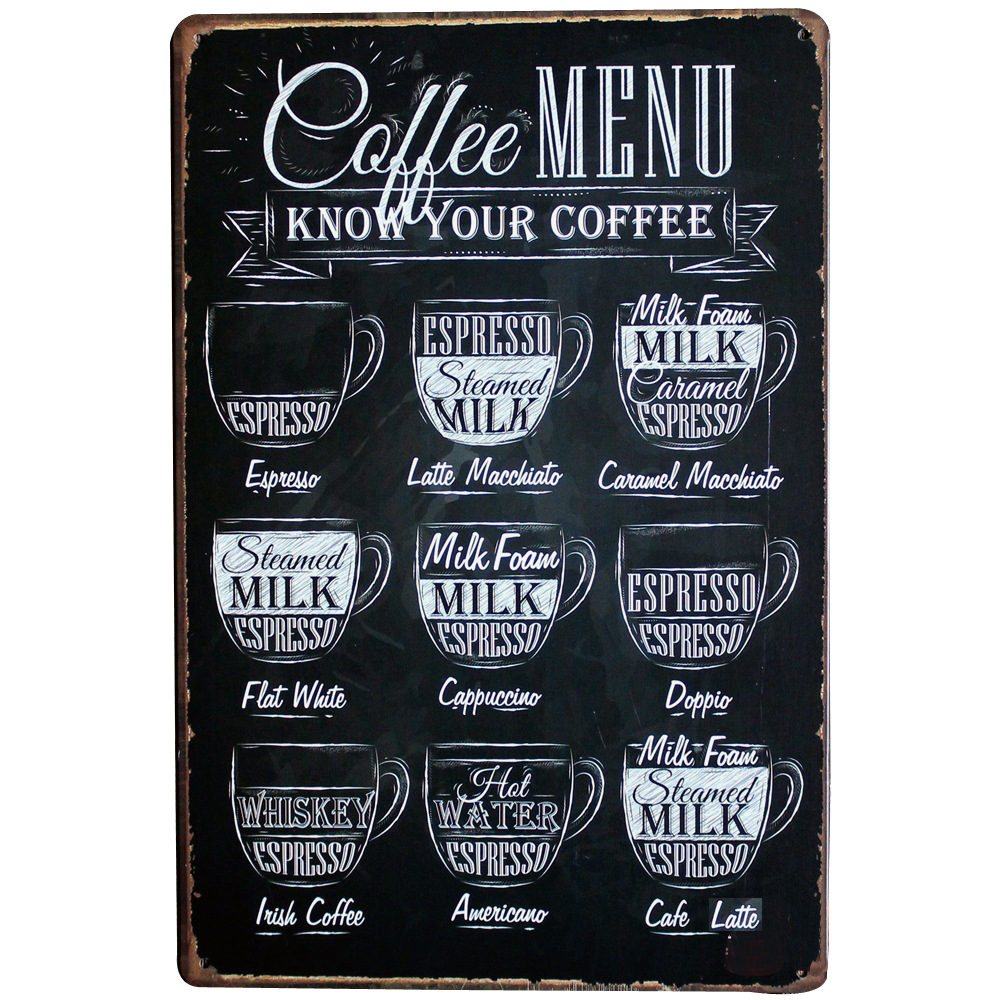 Coffee MENU
KNOW YOUR COFFEE
ESPRESSO
Espresso
ESPRESSO
Steamed
MILK
Latte Macchiato
Milk Foam
MILK
Caramel
ESPRESSO
Caramel Macchiato
Steamed
MILK
ESPRESSO
Flat White
Milk Foam
MILK
ESPRESSO
Cappuccino
ESPRESSO
ESPRESSO
Doppio
WHISKEY
ESPRESSO
Irish Coffee
Hot
WATER
ESPRESSO
Americano
Milk Foam
Steamed
MILK
ESPRESSO
Cafe Latte